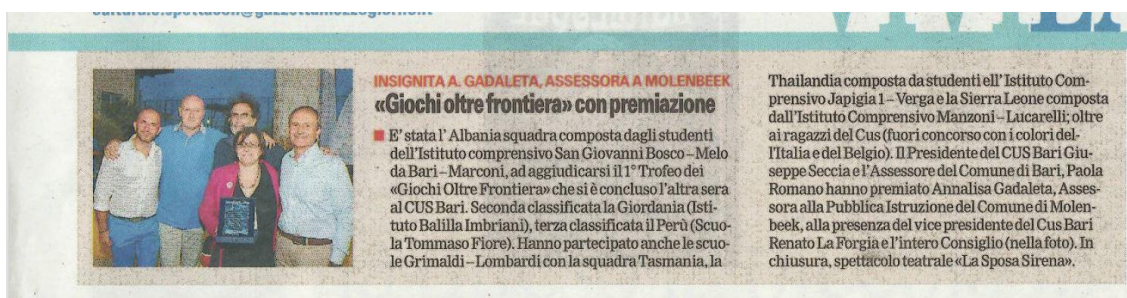 INSIGNITA A. GADALETA, ASSESSORA A MOLENBEEK
«Giochi oltre frontiera» con premiazione
E' stata l' Albania squadra composta dagli studenti
dell'Istituto comprensivo San Giovanni Bosco – Melo
da Bari – Marconi, ad aggiudicarsi il 1° Trofeo dei
«Giochi Oltre Frontiera» che si è concluso l'altra sera
al CUS Bari. Seconda classificata la Giordania (Isti-
tuto Balilla Imbriani), terza classificata il Perù (Scuo-
la Tommaso Fiore). Hanno partecipato anche le scuo-
le Grimaldi – Lombardi con la squadra Tasmania, la
Thailandia composta da studenti ell' Istituto Com-
prensivo Japigia 1 – Verga e la Sierra Leone composta
dall'Istituto Comprensivo Manzoni – Lucarelli; oltre
ai ragazzi del Cus (fuori concorso con i colori del-
l'Italia e del Belgio). Il Presidente del CUS Bari Giu-
seppe Seccia e l'Assessore del Comune di Bari, Paola
Romano hanno premiato Annalisa Gadaleta, Asses-
sora alla Pubblica Istruzione del Comune di Molen-
beek, alla presenza del vice presidente del Cus Bari
Renato La Forgia e l'intero Consiglio (nella foto). In
chiusura, spettacolo teatrale «La Sposa Sirena».